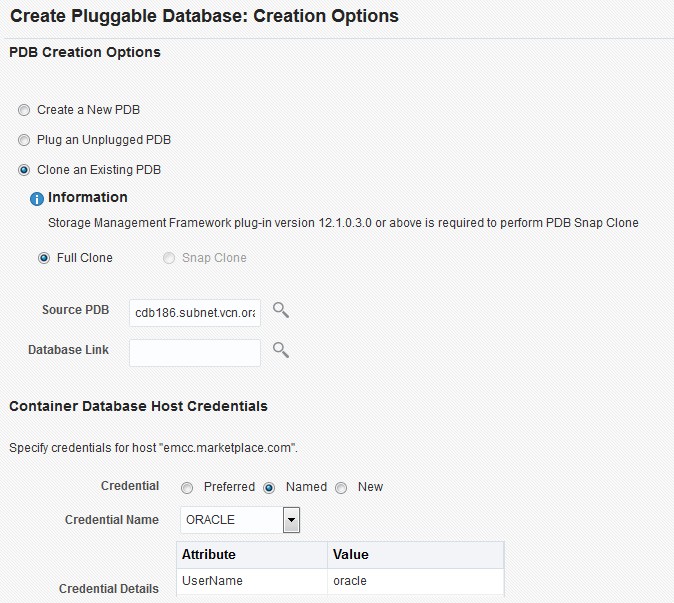 Create Pluggable Database: Creation Options
PDB Creation Options
Create a New PDB
Plug an Unplugged PDB
Clone an Existing PDB
Information
Storage Management Framework plug-in version 12.1.0.3.0 or above is required to perform PDB Snap Clone
Full Clone Snap Clone
Source PDB cdb186.subnet.vcn.ora
Database Link
Container Database Host Credentials
Specify credentials for host "emcc.marketplace.com".
Credential Preferred Named New
Credential Name ORACLE
Attribute Value
UserName oracle
Credential Details